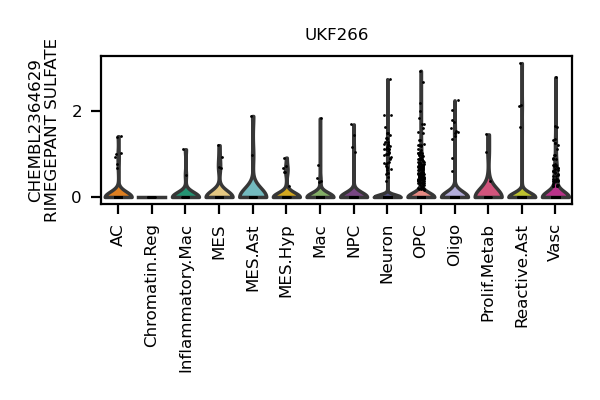 UKF266
CHEMBL2364629
RIMEGEPANT SULFATE
2
0
AC
Chromatin.Reg
Inflammatory.Mac
MES
MES.Ast
MES.Hyp
Mac
NPC
Neuron
OPC
Oligo
Prolif.Metab
Reactive.Ast
Vasc